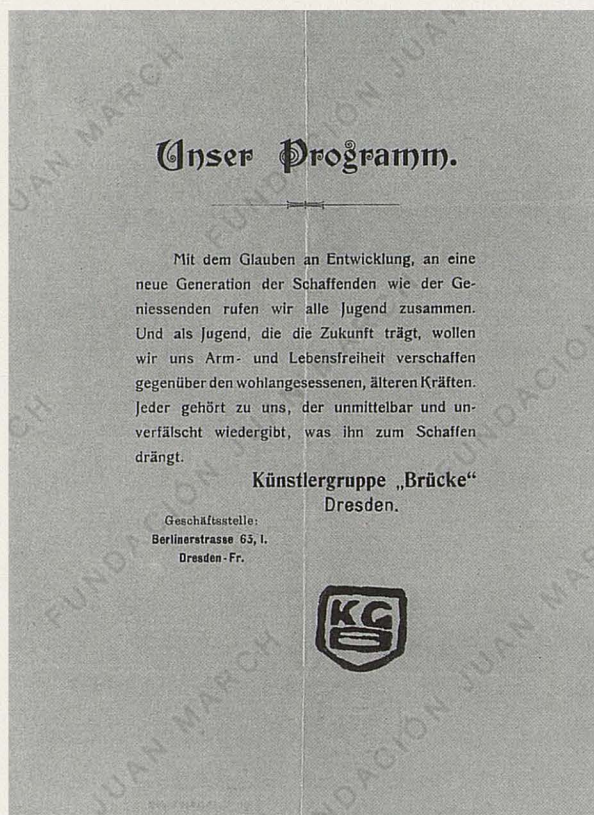 Unser Programm.
Mit dem Glauben an Entwicklung, an eine
neue Generation der Schaffenden wie der Ge-
niessenden rufen wir alle Jugend zusammen.
Und als Jugend, die die Zukunft trägt, wollen
wir uns Arm- und Lebensfreiheit verschaffen
gegenüber den wohlangesessenen, älteren Kräften.
Jeder gehört zu uns, der unmittelbar und un-
verfälscht wiedergibt, was ihn zum Schaffen
drängt.
Künstlergruppe „Brücke“
Dresden.
Geschäftsstelle:
Berlinerstrasse 65, I.
Dresden-Fr.
KG
B
FUNDACIÓN JUAN MARCH